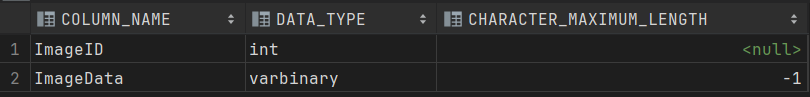 COLUMN_NAME DATA_TYPE CHARACTER_MAXIMUM_LENGTH
1 ImageID int <null>
2 ImageData varbinary -1